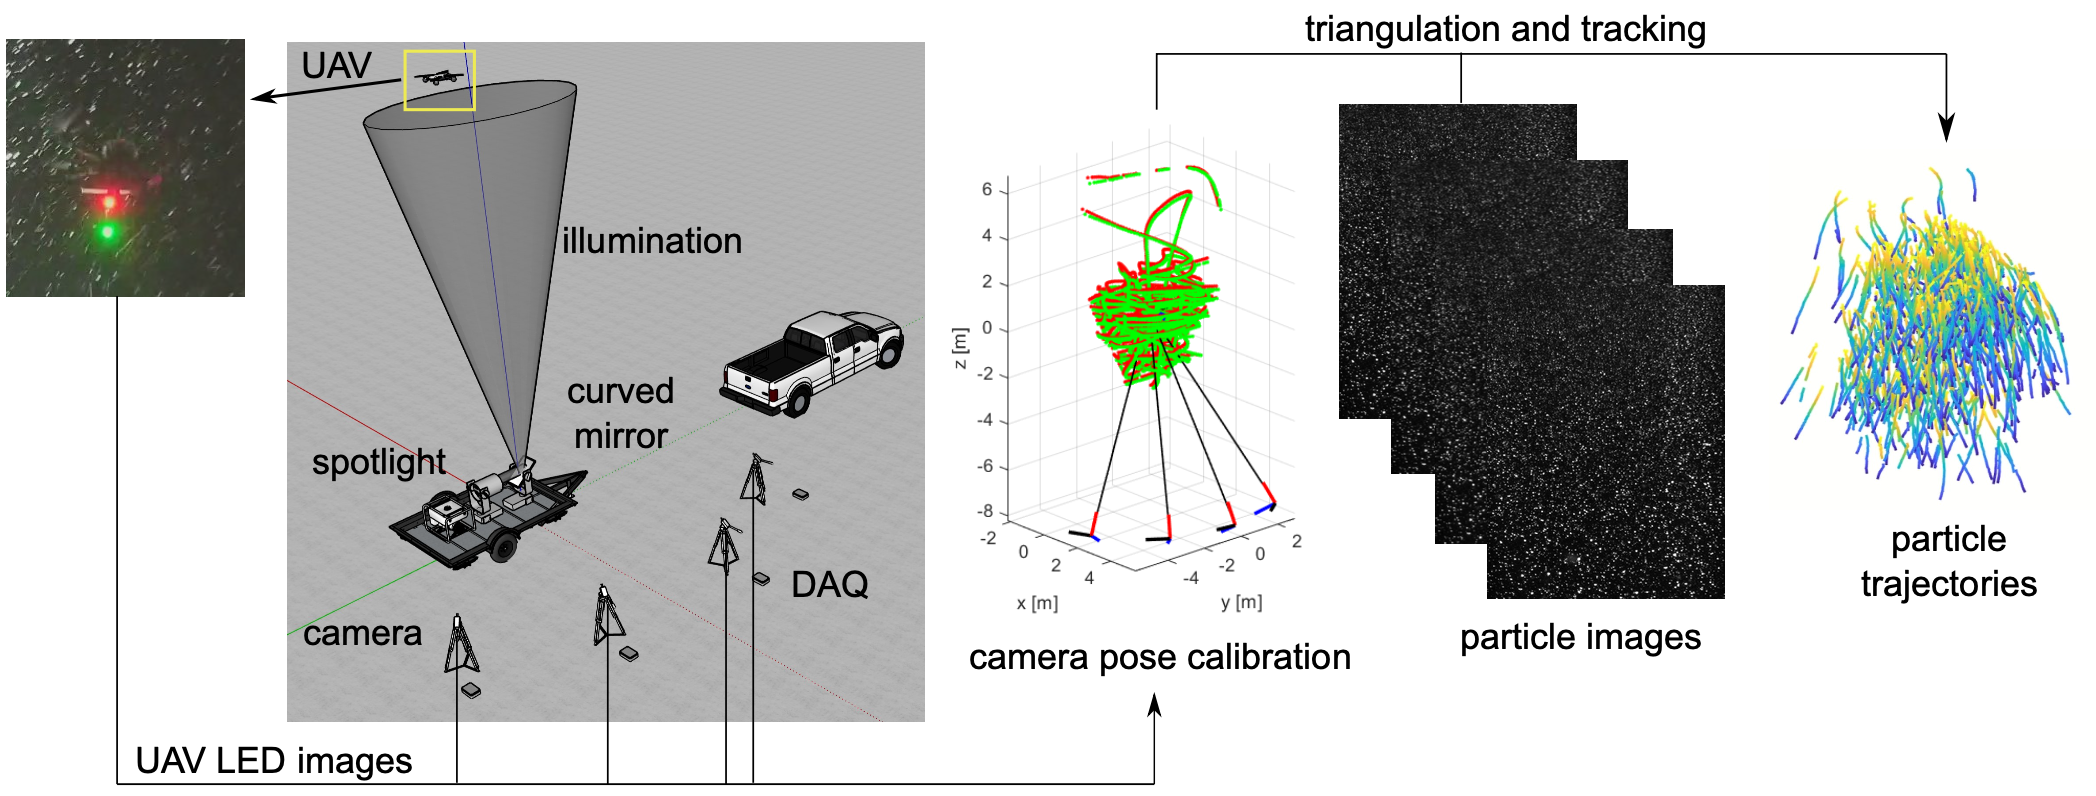 triangulation and tracking
UAV
illumination
curved
mirror
spotlight
DAQ
camera
UAV LED images
6
4
2
0
-2
-4
-6
-8
z [m]
-2
0
2
4
x [m]
-4
-2
0
2
y [m]
camera pose calibration
particle images
particle
trajectories